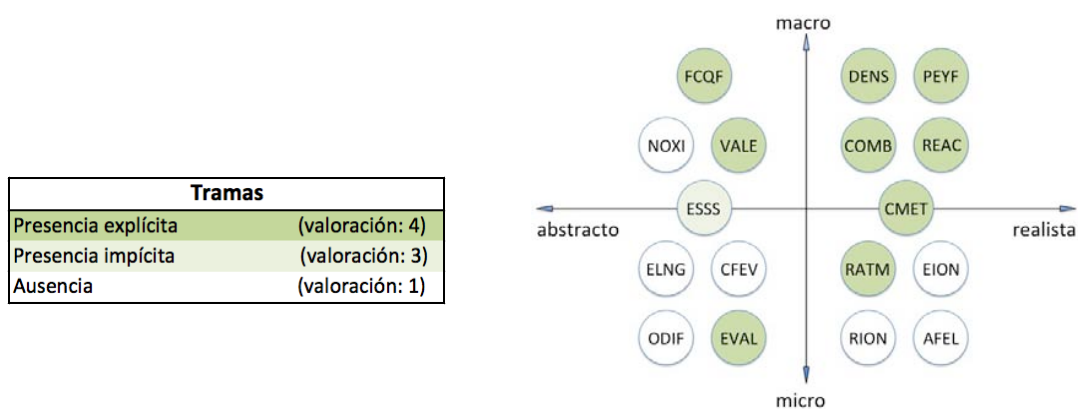 Tramas
Presencia explícita (valoración: 4)
Presencia impícita (valoración: 3)
Ausencia (valoración: 1)
macro
FCQF DENS PEYF
NOXI VALE COMB REAC
ESSS CMET
abstracto realista
ELNG CFEV RATM EION
ODIF EVAL RION AFEL
micro